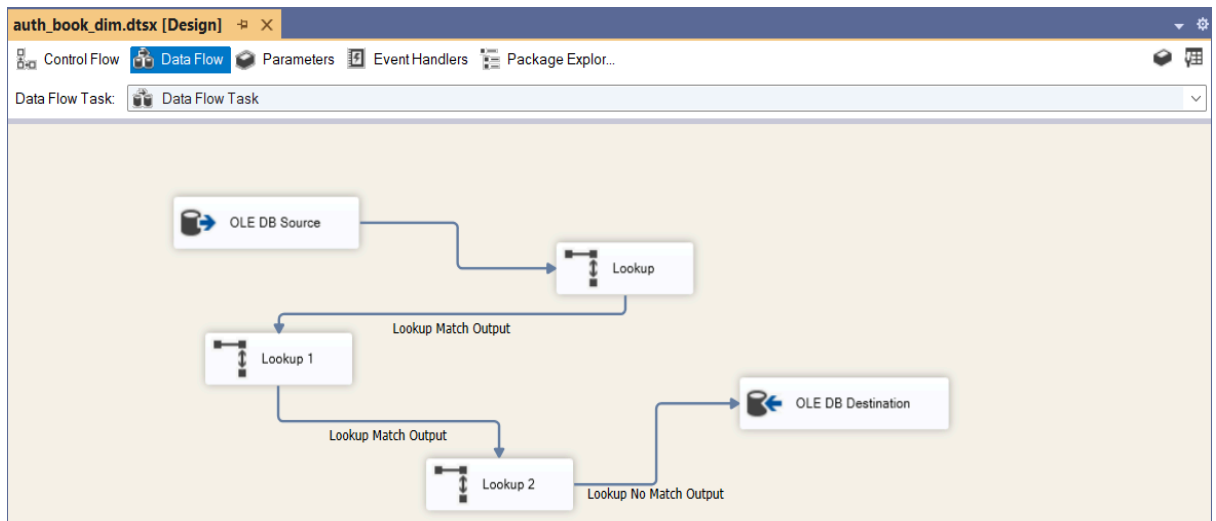 auth_book_dim.dtsx [Design]
Control Flow Data Flow Parameters Event Handlers Package Explor...
Data Flow Task: Data Flow Task
OLE DB Source
Lookup
Lookup Match Output
Lookup 1
OLE DB Destination
Lookup Match Output
Lookup 2
Lookup No Match Output